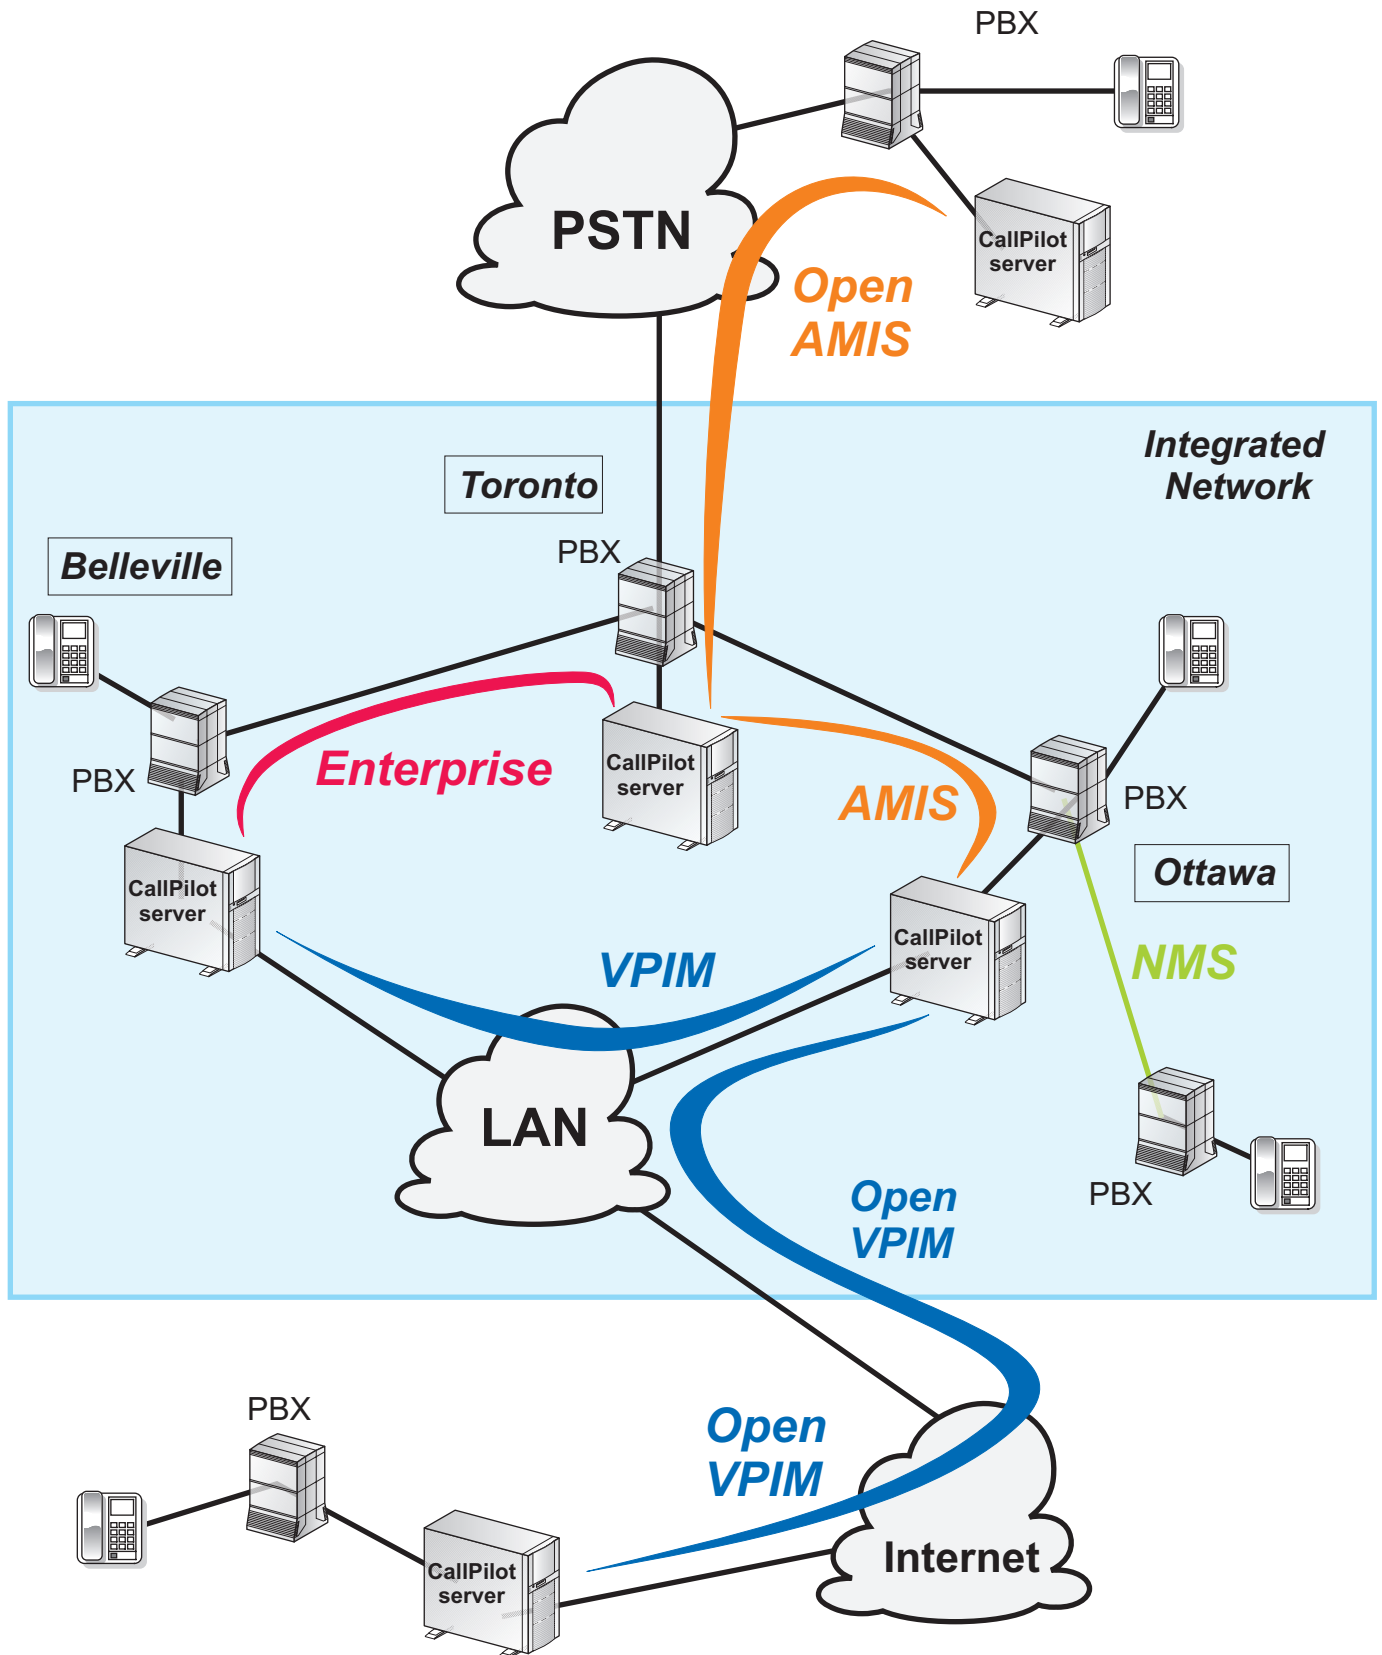 PBX
PSTN
CallPilot
server
Open
AMIS
Integrated
Network
Toronto
PBX
Belleville
Enterprise
CallPilot
server
PBX
AMIS
PBX
CallPilot
server
Ottawa
CallPilot
server
VPIM
NMS
LAN
PBX
Open
VPIM
PBX
Open
VPIM
Internet
CallPilot
server